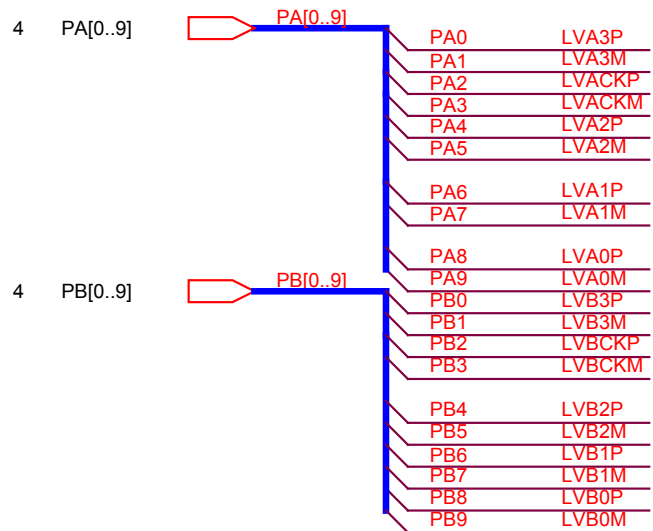 4 PA[0..9] PA[0..9]
PA0 LVA3P
PA1 LVA3M
PA2 LVACKP
PA3 LVACKM
PA4 LVA2P
PA5 LVA2M
PA6 LVA1P
PA7 LVA1M
PA8 LVA0P
PA9 LVA0M
4 PB[0..9] PB[0..9]
PB0 LVB3P
PB1 LVB3M
PB2 LVBCKP
PB3 LVBCKM
PB4 LVB2P
PB5 LVB2M
PB6 LVB1P
PB7 LVB1M
PB8 LVB0P
PB9 LVB0M